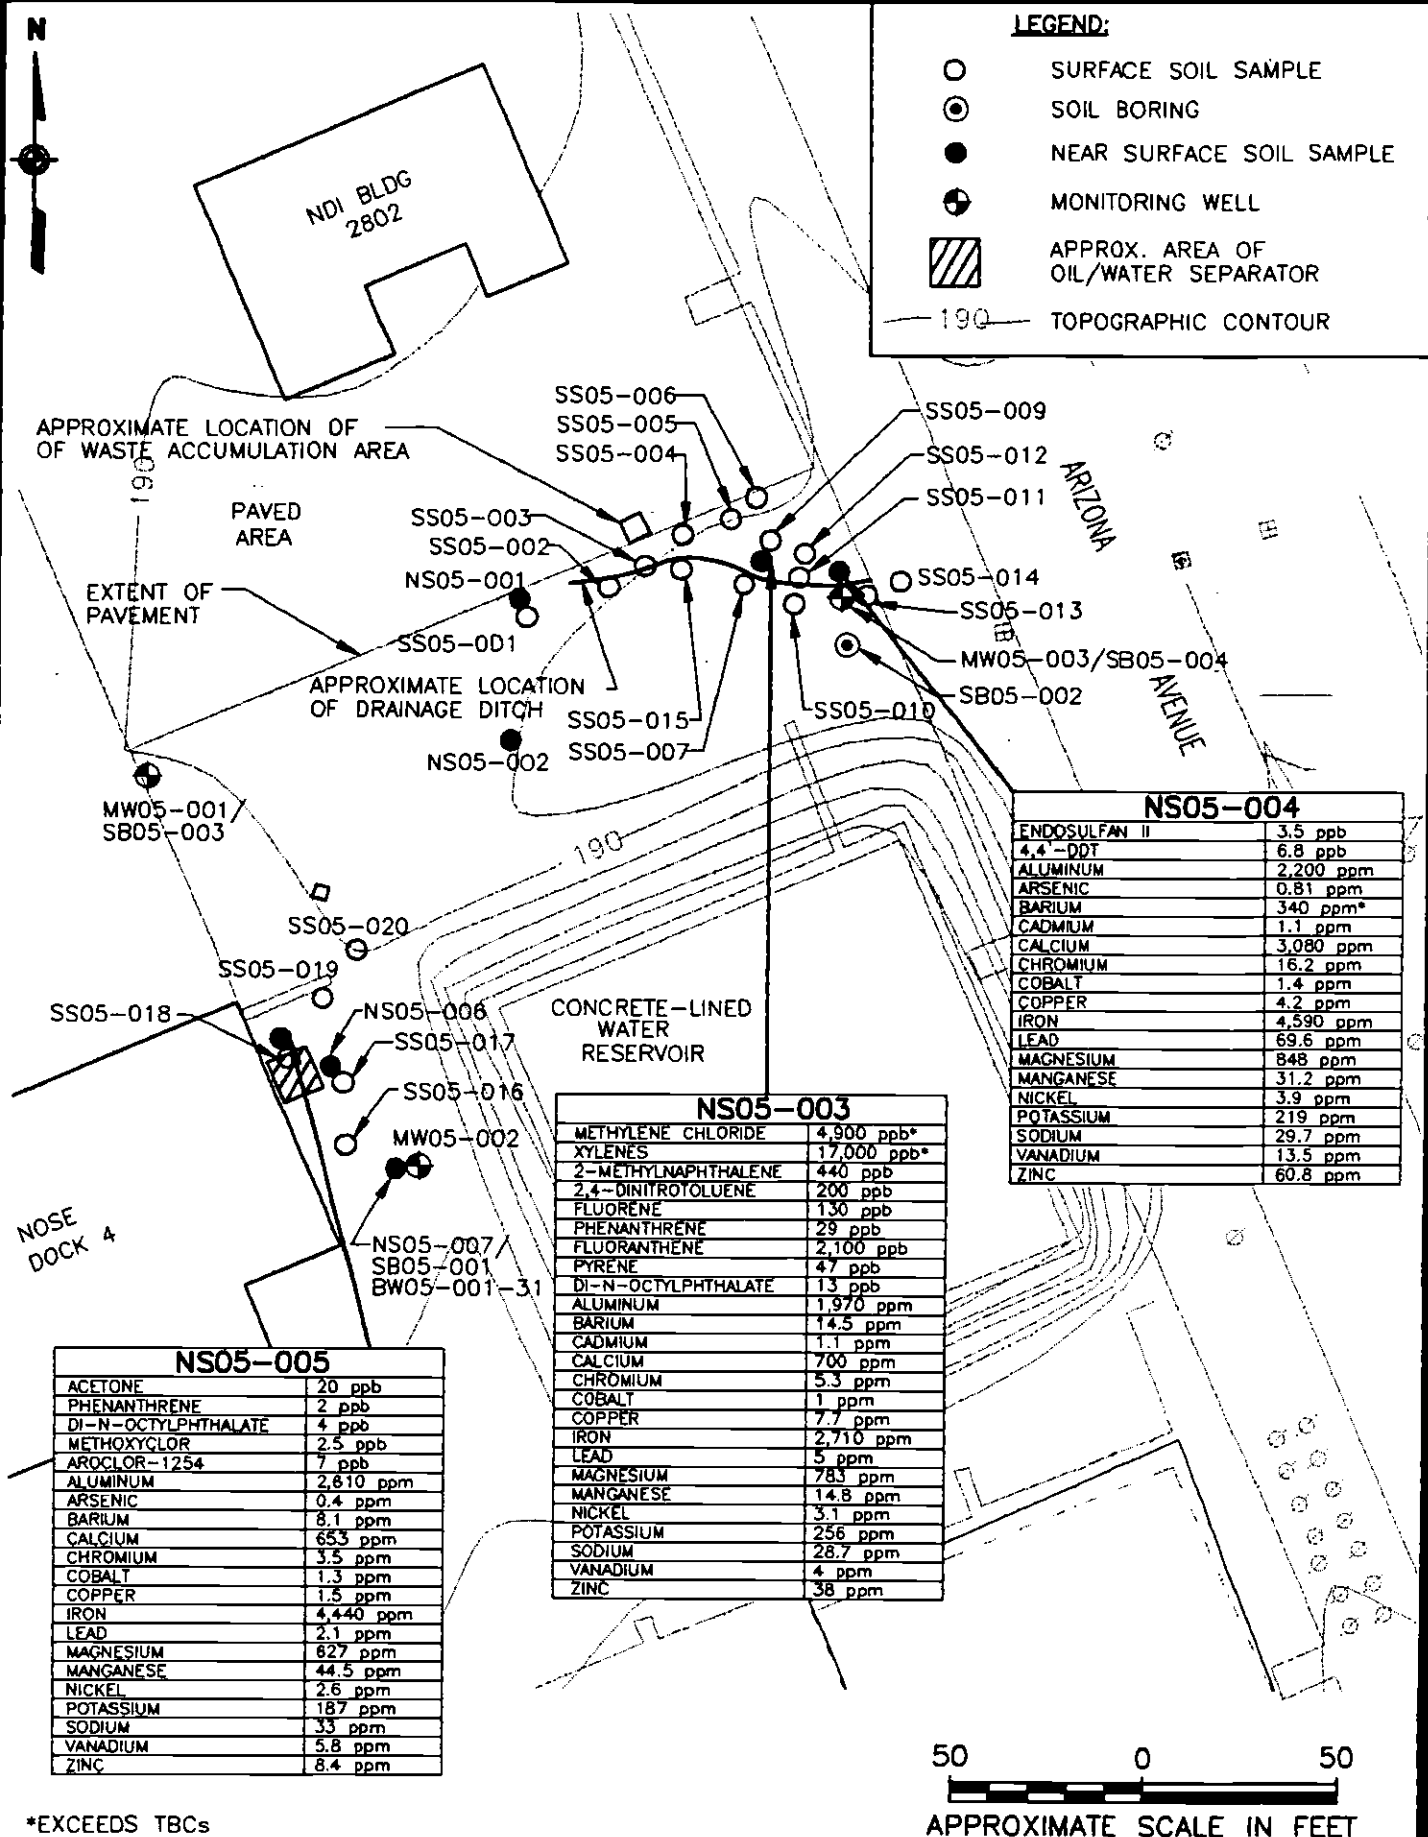 N
LEGEND:
SURFACE SOIL SAMPLE
SOIL BORING
NEAR SURFACE SOIL SAMPLE
MONITORING WELL
APPROX. AREA OF
OIL/WATER SEPARATOR
190 TOPOGRAPHIC CONTOUR
NDI BLDG
2802
SS05-006
SS05-005
SS05-004
SS05-009
SS05-012
SS05-011
APPROXIMATE LOCATION OF
OF WASTE ACCUMULATION AREA
190
PAVED
AREA
SS05-003
SS05-002
NS05-001
EXTENT OF
PAVEMENT
SS05-001
ARIZONA
AVENUE
SS05-014
SS05-013
MW05-003/SB05-004
SB05-002
SS05-010
APPROXIMATE LOCATION
OF DRAINAGE DITCH
SS05-015
SS05-007
NS05-002
MW05-001/
SB05-003
190
SS05-020
SS05-019
SS05-018
NS05-006
SS05-017
SS05-016
MW05-002
NS05-007/
SB05-001
BW05-001-31
CONCRETE-LINED
WATER
RESERVOIR
NOSE
DOCK 4
NS05-004
ENDOSULFAN II 3.5 ppb
4,4'-DDT 6.8 ppb
ALUMINUM 2,200 ppm
ARSENIC 0.81 ppm
BARIUM 340 ppm*
CADMIUM 1.1 ppm
CALCIUM 3,080 ppm
CHROMIUM 16.2 ppm
COBALT 1.4 ppm
COPPER 4.2 ppm
IRON 4,590 ppm
LEAD 69.6 ppm
MAGNESIUM 848 ppm
MANGANESE 31.2 ppm
NICKEL 3.9 ppm
POTASSIUM 219 ppm
SODIUM 29.7 ppm
VANADIUM 13.5 ppm
ZINC 60.8 ppm
NS05-003
METHYLENE CHLORIDE 4,900 ppb*
XYLENES 17,000 ppb*
2-METHYLNAPHTHALENE 440 ppb
2,4-DINITROTOLUENE 200 ppb
FLUORENE 130 ppb
PHENANTHRENE 29 ppb
FLUORANTHENE 2,100 ppb
PYRENE 47 ppb
DI-N-OCTYLPHTHALATE 13 ppb
ALUMINUM 1,970 ppm
BARIUM 14.5 ppm
CADMIUM 1.1 ppm
CALCIUM 700 ppm
CHROMIUM 5.3 ppm
COBALT 1 ppm
COPPER 7.7 ppm
IRON 2,710 ppm
LEAD 5 ppm
MAGNESIUM 783 ppm
MANGANESE 14.8 ppm
NICKEL 3.1 ppm
POTASSIUM 256 ppm
SODIUM 28.7 ppm
VANADIUM 4 ppm
ZINC 38 ppm
NS05-005
ACETONE 20 ppb
PHENANTHRENE 2 ppb
DI-N-OCTYLPHTHALATE 4 ppb
METHOXYCLOR 2.5 ppb
AROCLOR-1254 7 ppb
ALUMINUM 2,810 ppm
ARSENIC 0.4 ppm
BARIUM 8.1 ppm
CALCIUM 653 ppm
CHROMIUM 3.5 ppm
COBALT 1.3 ppm
COPPER 1.5 ppm
IRON 4,440 ppm
LEAD 2.1 ppm
MAGNESIUM 827 ppm
MANGANESE 44.5 ppm
NICKEL 2.6 ppm
POTASSIUM 187 ppm
SODIUM 33 ppm
VANADIUM 5.8 ppm
ZINC 8.4 ppm
*EXCEEDS TBCs
50 0 50
APPROXIMATE SCALE IN FEET